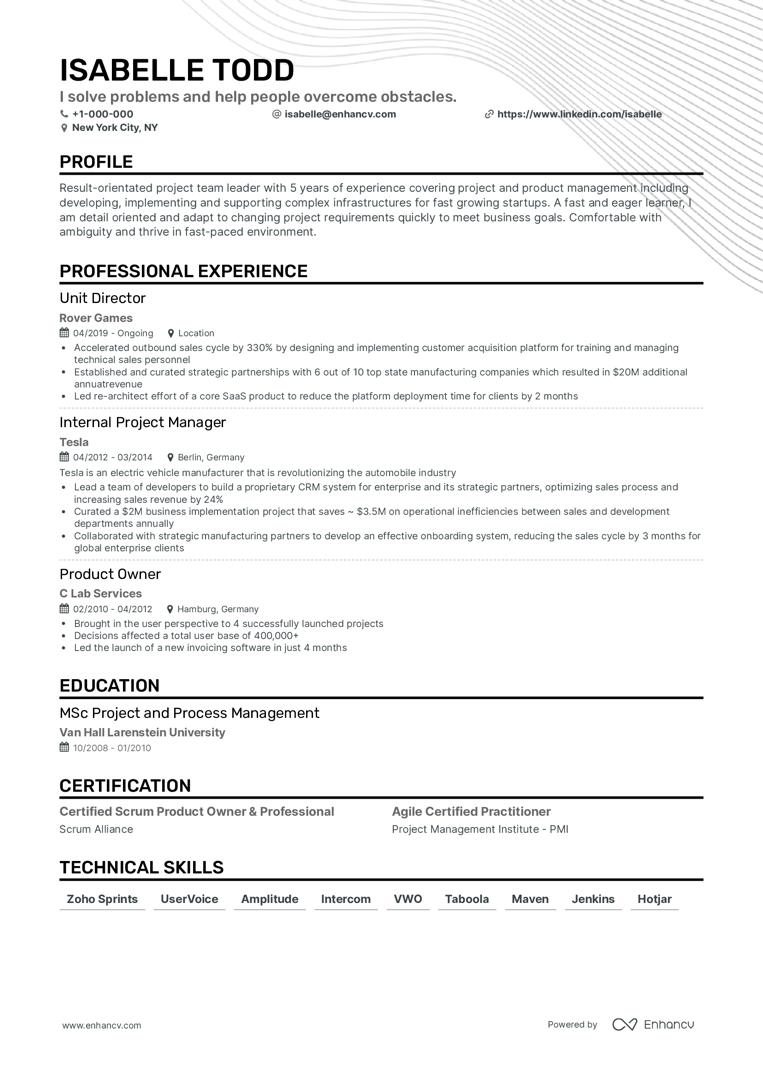 ISABELLE TODD
I solve problems and help people overcome obstacles.
+1-000-000 isabelle@enhancv.com https://www.linkedin.com/isabelle
New York City, NY
PROFILE
Result-orientated project team leader with 5 years of experience covering project and product management including
developing, implementing and supporting complex infrastructures for fast growing startups. A fast and eager learner, I
am detail oriented and adapt to changing project requirements quickly to meet business goals. Comfortable with
ambiguity and thrive in fast-paced environment.
PROFESSIONAL EXPERIENCE
Unit Director
Rover Games
04/2019 - Ongoing Location
• Accelerated outbound sales cycle by 330% by designing and implementing customer acquisition platform for training and managing
technical sales personnel
• Established and curated strategic partnerships with 6 out of 10 top state manufacturing companies which resulted in $20M additional
annuatrevenue
• Led re-architect effort of a core SaaS product to reduce the platform deployment time for clients by 2 months
Internal Project Manager
Tesla
04/2012 - 03/2014 Berlin, Germany
Tesla is an electric vehicle manufacturer that is revolutionizing the automobile industry
• Lead a team of developers to build a proprietary CRM system for enterprise and its strategic partners, optimizing sales process and
increasing sales revenue by 24%
• Curated a $2M business implementation project that saves ~ $3.5M on operational inefficiencies between sales and development
departments annually
• Collaborated with strategic manufacturing partners to develop an effective onboarding system, reducing the sales cycle by 3 months for
global enterprise clients
Product Owner
C Lab Services
02/2010 - 04/2012 Hamburg, Germany
• Brought in the user perspective to 4 successfully launched projects
• Decisions affected a total user base of 400,000+
• Led the launch of a new invoicing software in just 4 months
EDUCATION
MSc Project and Process Management
Van Hall Larenstein University
10/2008 - 01/2010
CERTIFICATION
Certified Scrum Product Owner & Professional Agile Certified Practitioner
Scrum Alliance Project Management Institute - PMI
TECHNICAL SKILLS
Zoho Sprints UserVoice Amplitude Intercom VWO Taboola Maven Jenkins Hotjar
www.enhancv.com Powered by Enhancv